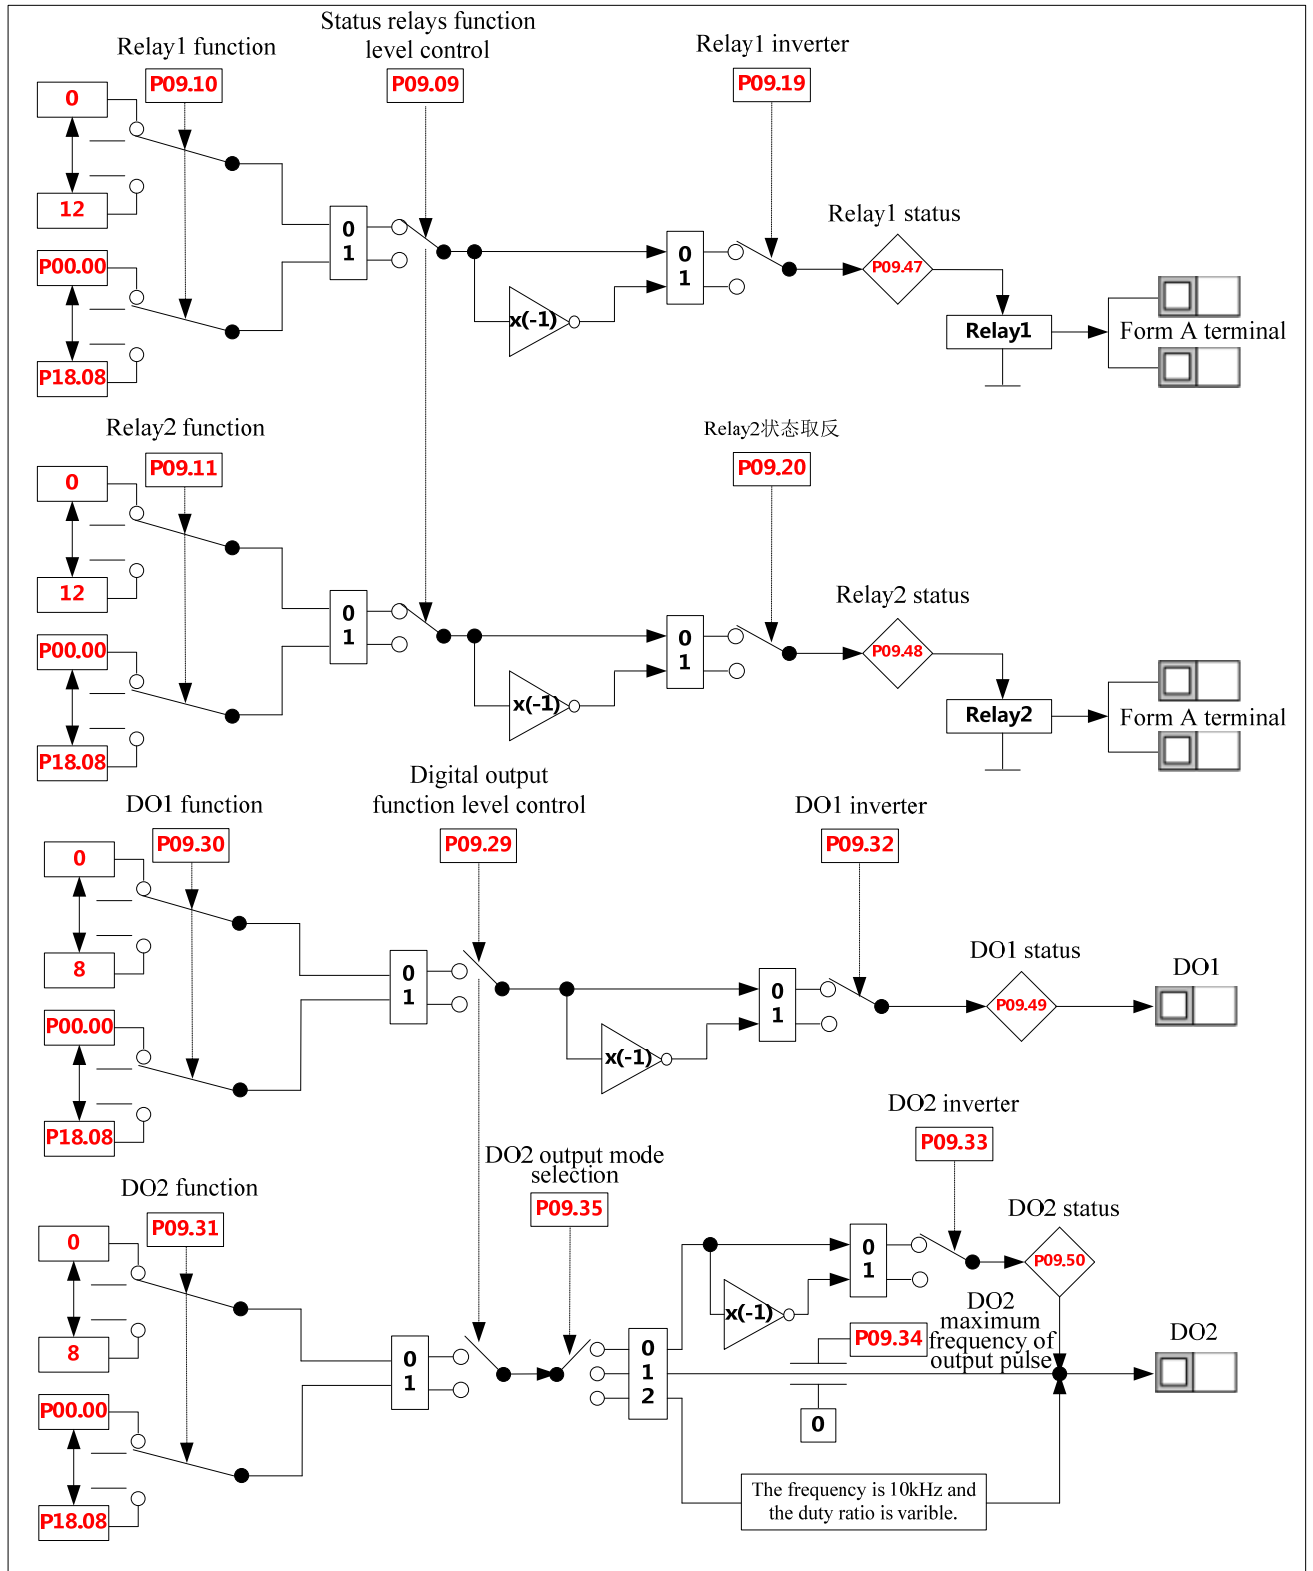 Status relays function
level control
Relay1 function
Relay1 inverter
P09.10
P09.09
P09.19
0
12
Relay1 status
0
1
0
1
P00.00
P09.47
x(-1)
Relay1
Form A terminal
P18.08
Relay2 function
Relay2状态取反
P09.11
P09.20
0
12
Relay2 status
0
1
0
1
P00.00
P09.48
x(-1)
Relay2
Form A terminal
P18.08
Digital output
function level control
DO1 function
DO1 inverter
P09.30
P09.29
P09.32
0
8
DO1 status
DO1
0
1
0
1
P00.00
P09.49
x(-1)
P18.08
DO2 inverter
P09.33
DO2 output mode
selection
DO2 function
P09.35
DO2 status
P09.31
0
0
1
P09.50
x(-1)
DO2
maximum
frequency of
output pulse
P09.34
DO2
8
0
1
0
1
2
P00.00
0
The frequency is 10kHz and
the duty ratio is varible.
P18.08